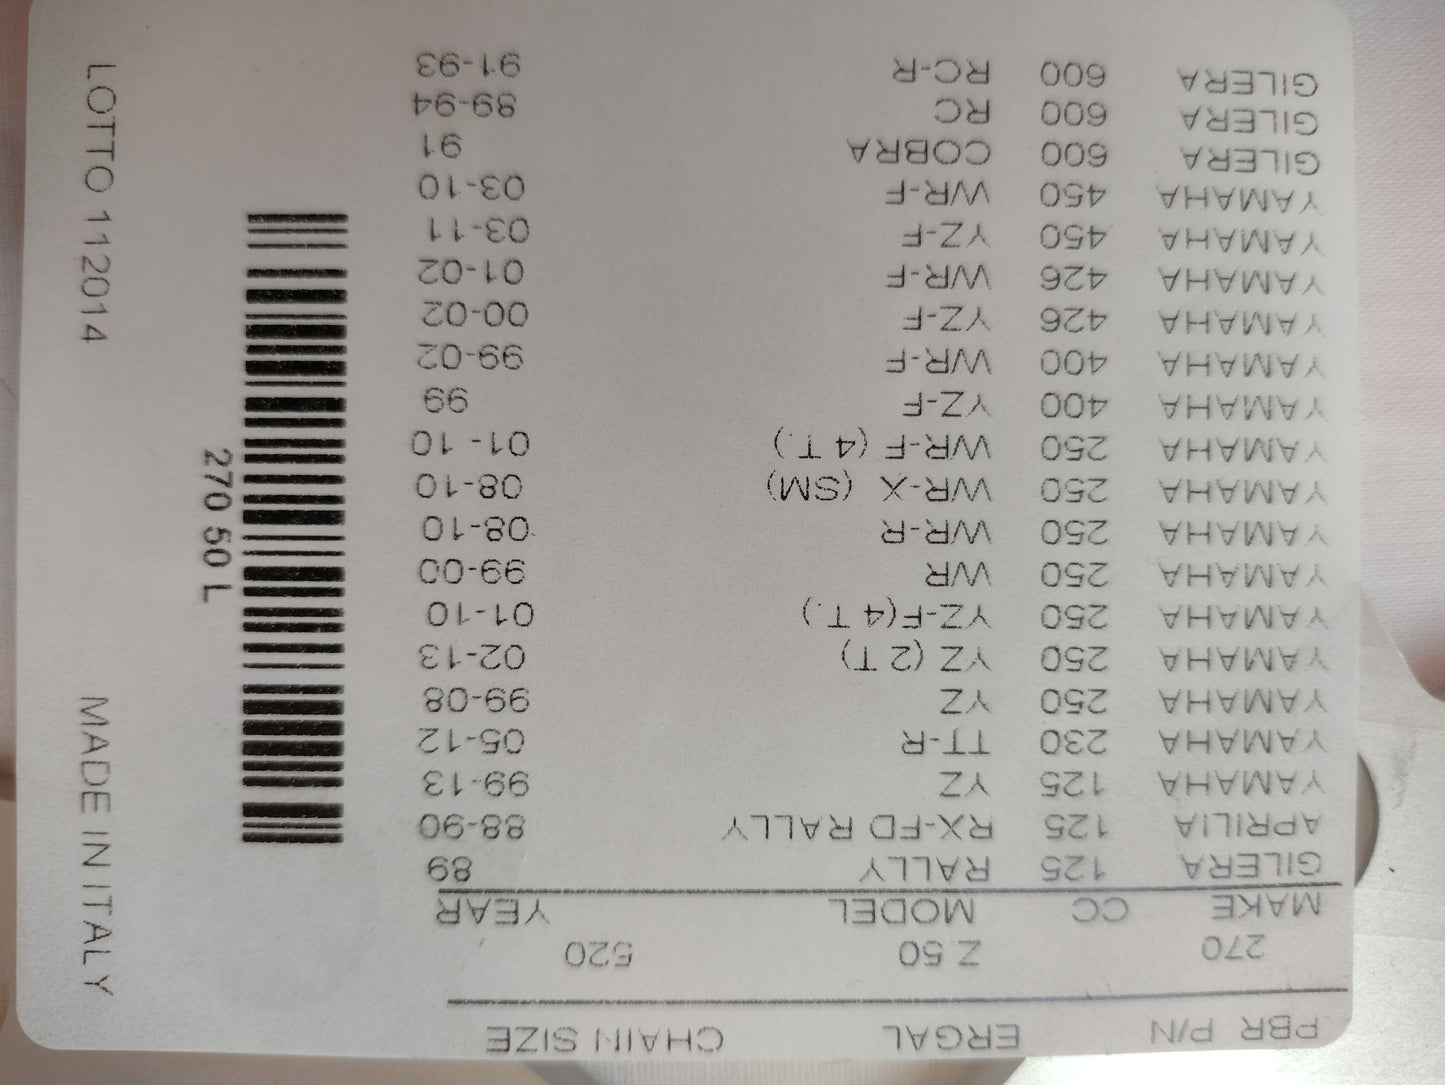 PBR P/N ERGAL CHAIN SIZE
270 Z 50 520
MAKE CC MODEL YEAR
GILERA 125 RALLY 89
APRILIA 125 RX-FD RALLY 88-90
YAMAHA 125 YZ 99-13
YAMAHA 230 TT-R 05-12
YAMAHA 250 YZ 99-08
YAMAHA 250 YZ (2 T) 02-13
YAMAHA 250 YZ-F(4 T.) 01-10
YAMAHA 250 WR 99-00
YAMAHA 250 WR-R 08-10
YAMAHA 250 WR-X (SM) 08-10
YAMAHA 250 WR-F (4 T.) 01- 10
YAMAHA 400 YZ-F 99
YAMAHA 400 WR-F 99-02
YAMAHA 426 YZ-F 00-02
YAMAHA 426 WR-F 01-02
YAMAHA 450 YZ-F 03-11
YAMAHA 450 WR-F 03-10
GILERA 600 COBRA 91
GILERA 600 RC 89-94
GILERA 600 RC-R 91-93
270 50 L
LOTTO 112014
MADE IN ITALY